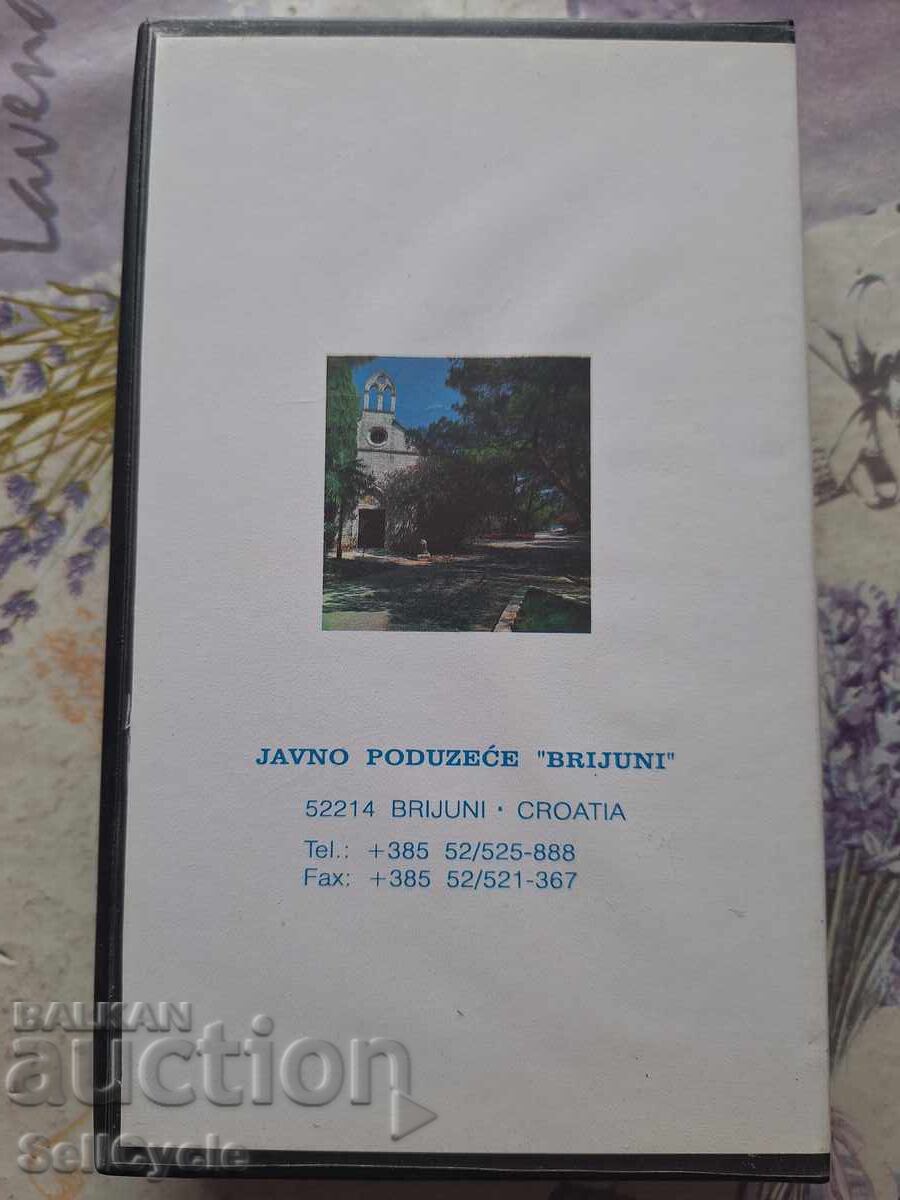 Lavend
JAVNO PODUZEĆE "BRIJUNI"
52214 BRIJUNI · CROATIA
Tel.: +385 52/525-888
Fax: +385 52/521-367
BALKAN
auction
SellCycle